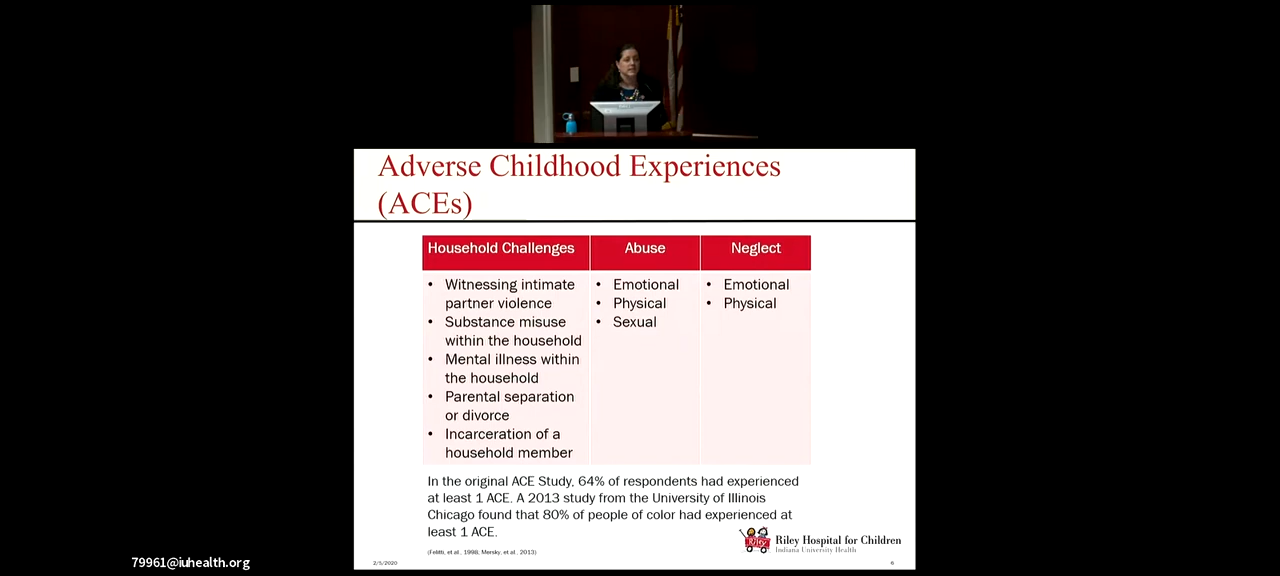 Adverse Childhood Experiences
(ACEs)
Household Challenges
Abuse
Neglect
• Witnessing intimate
partner violence
• Substance misuse
within the household
• Mental illness within
the household
• Parental separation
or divorce
• Incarceration of a
household member
• Emotional
• Physical
• Sexual
• Emotional
• Physical
In the original ACE Study, 64% of respondents had experienced
at least 1 ACE. A 2013 study from the University of Illinois
Chicago found that 80% of people of color had experienced at
least 1 ACE.
(Felitti, et al., 1998, Mersky, et al., 2013)
Riley Hospital for Children
Indiana University Health
2/5/2020
6
79961@iuhealth.org